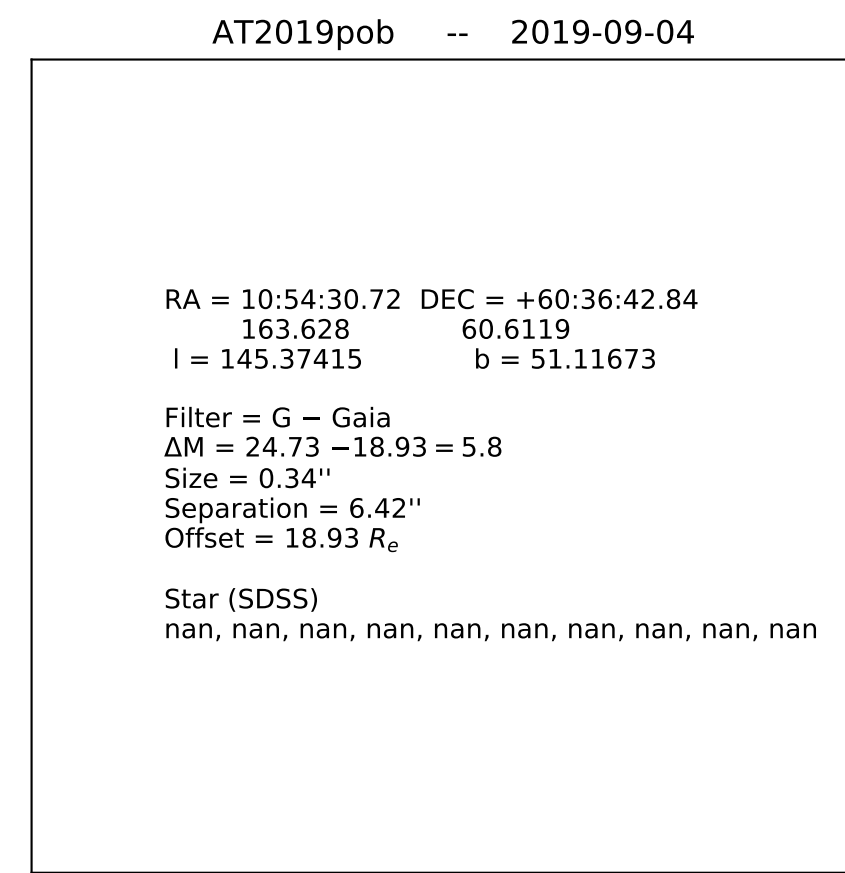 AT2019pob -- 2019-09-04
RA = 10:54:30.72 DEC = +60:36:42.84
163.628 60.6119
l = 145.37415 b = 51.11673
Filter = G − Gaia
ΔM = 24.73 −18.93 = 5.8
Size = 0.34''
Separation = 6.42''
Offset = 18.93 Rₑ
Star (SDSS)
nan, nan, nan, nan, nan, nan, nan, nan, nan, nan